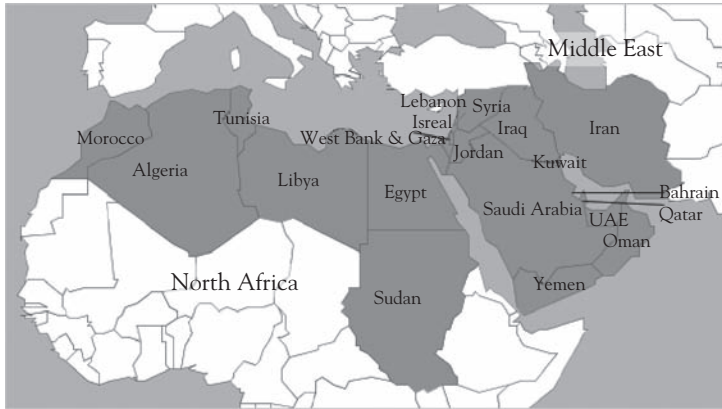 Middle East
Lebanon
Syria
Isreal
Tunisia
Morocco
West Bank & Gaza
Iraq
Iran
Jordan
Algeria
Kuwait
Libya
Egypt
Bahrain
Saudi Arabia
Qatar
UAE
Oman
North Africa
Yemen
Sudan